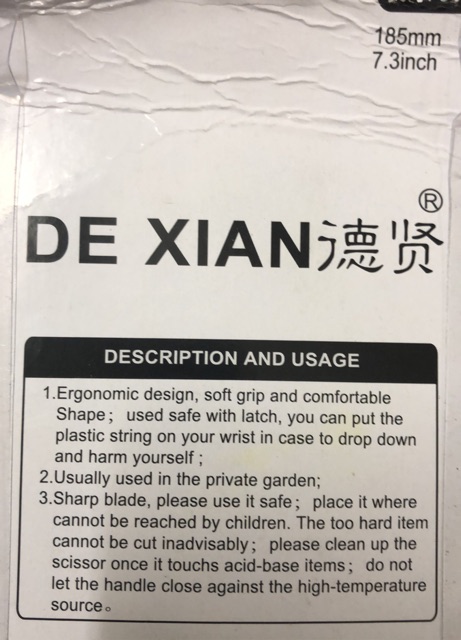 185mm
7.3inch
DE XIAN德贤®
DESCRIPTION AND USAGE
1.Ergonomic design, soft grip and comfortable
Shape； used safe with latch, you can put the
plastic string on your wrist in case to drop down
and harm yourself ;
2.Usually used in the private garden;
3.Sharp blade, please use it safe； place it where
cannot be reached by children. The too hard item
cannot be cut inadvisably； please clean up the
scissor once it touchs acid-base items； do not
let the handle close against the high-temperature
source。